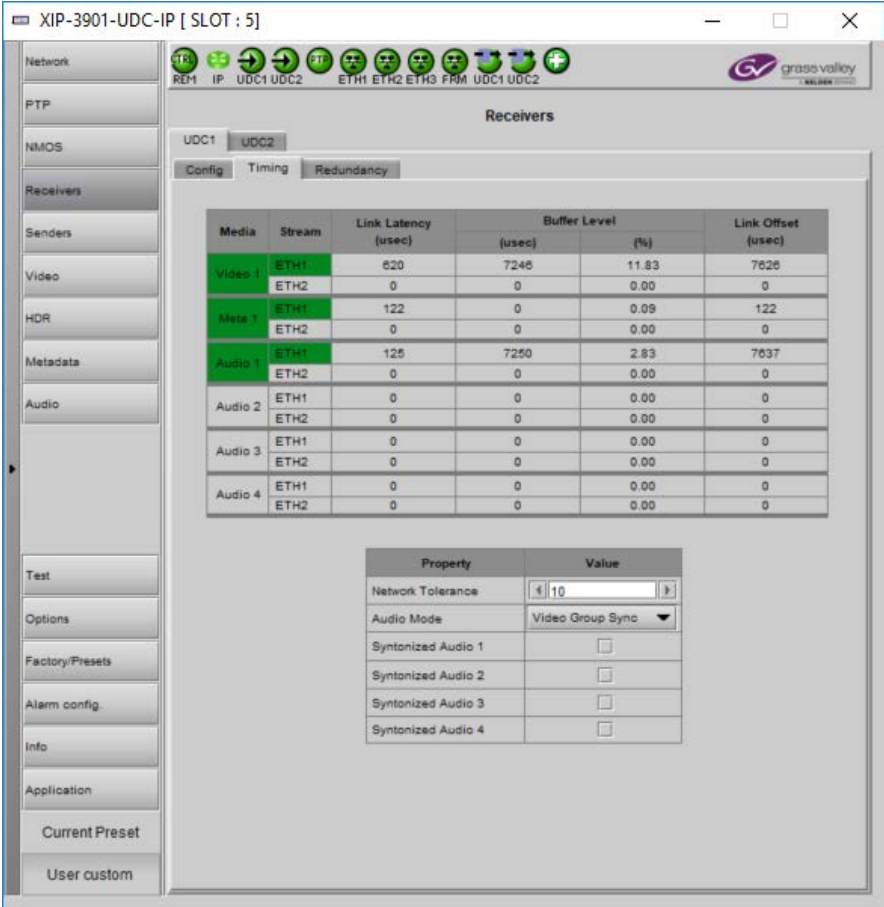 XIP-3901-UDC-IP [ SLOT : 5]
Network
PTP
NMOS
Receivers
Senders
Video
HDR
Metadata
Audio
Test
Options
Factory/Presets
Alarm config.
Info
Application
Current Preset
User custom
CTRL PTP
REM IP UDC1 UDC2 ETH1 ETH2 ETH3 FRM UDC1 UDC2
GV grass valley
A BELDEN BRAND
Receivers
UDC1 UDC2
Config Timing Redundancy
Media Stream Link Latency (usec) Buffer Level Link Offset (usec)
(usec) (%)
Video 1 ETH1 620 7246 11.83 7626
ETH2 0 0 0.00 0
Meta 1 ETH1 122 0 0.09 122
ETH2 0 0 0.00 0
Audio 1 ETH1 125 7250 2.83 7637
ETH2 0 0 0.00 0
Audio 2 ETH1 0 0 0.00 0
ETH2 0 0 0.00 0
Audio 3 ETH1 0 0 0.00 0
ETH2 0 0 0.00 0
Audio 4 ETH1 0 0 0.00 0
ETH2 0 0 0.00 0
Property Value
Network Tolerance 10
Audio Mode Video Group Sync
Syntonized Audio 1
Syntonized Audio 2
Syntonized Audio 3
Syntonized Audio 4